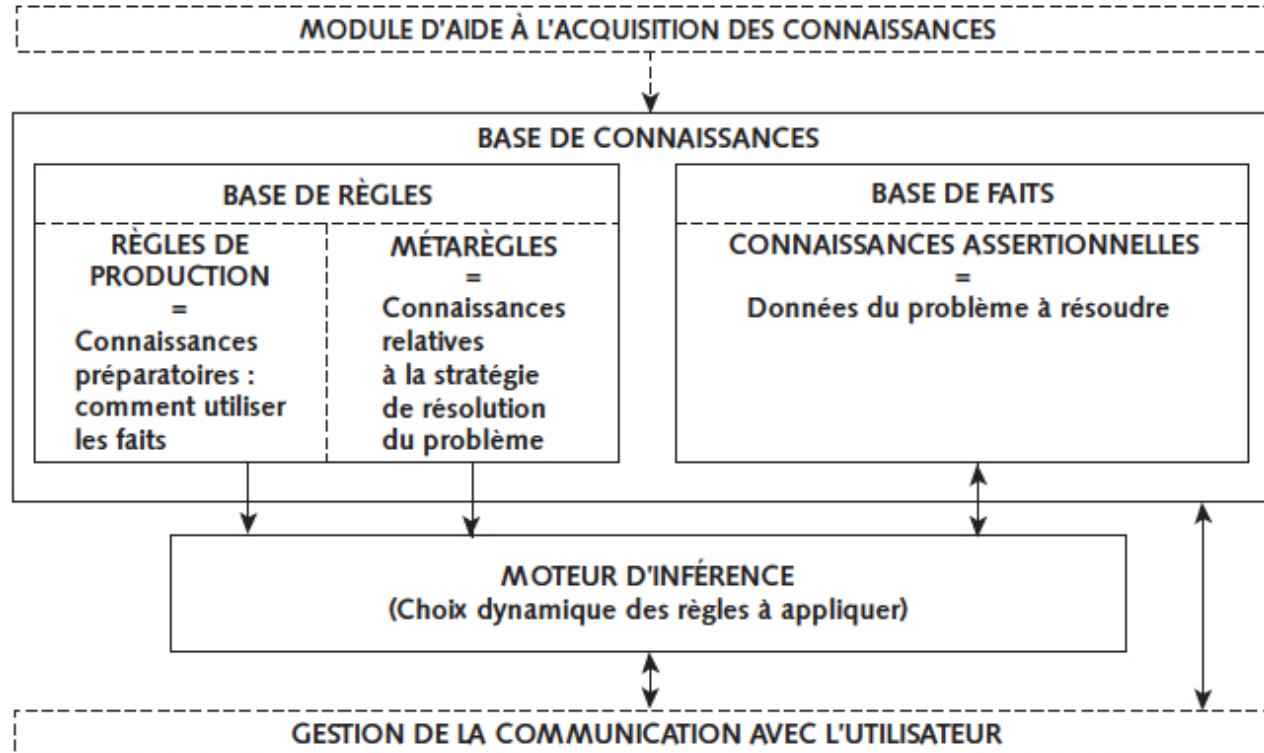 MODULE D'AIDE À L'ACQUISITION DES CONNAISSANCES
BASE DE CONNAISSANCES
BASE DE RÈGLES
RÈGLES DE
PRODUCTION
=
Connaissances
préparatoires :
comment utiliser
les faits
MÉTARÈGLES
=
Connaissances
relatives
à la stratégie
de résolution
du problème
BASE DE FAITS
CONNAISSANCES ASSERTIONNELLES
=
Données du problème à résoudre
MOTEUR D'INFÉRENCE
(Choix dynamique des règles à appliquer)
GESTION DE LA COMMUNICATION AVEC L'UTILISATEUR